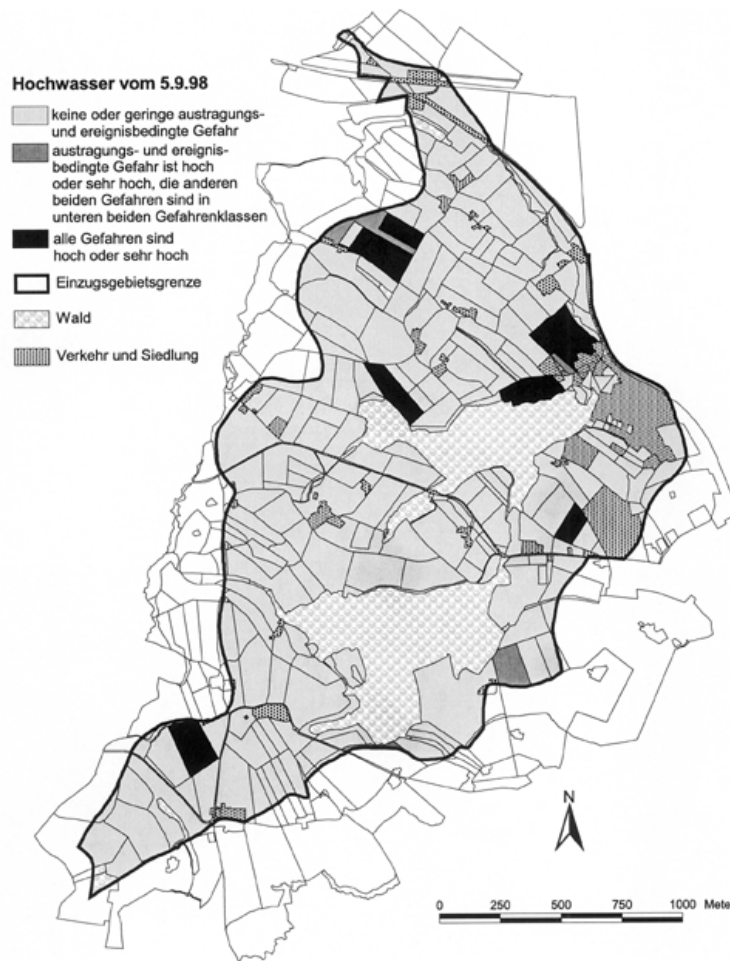 Hochwasser vom 5.9.98
keine oder geringe austragungs-
und ereignisbedingte Gefahr
austragungs- und ereignis-
bedingte Gefahr ist hoch
oder sehr hoch, die anderen
beiden Gefahren sind in
unteren beiden Gefahrenklassen
alle Gefahren sind
hoch oder sehr hoch
Einzugsgebietsgrenze
Wald
Verkehr und Siedlung
N
0 250 500 750 1000 Mete